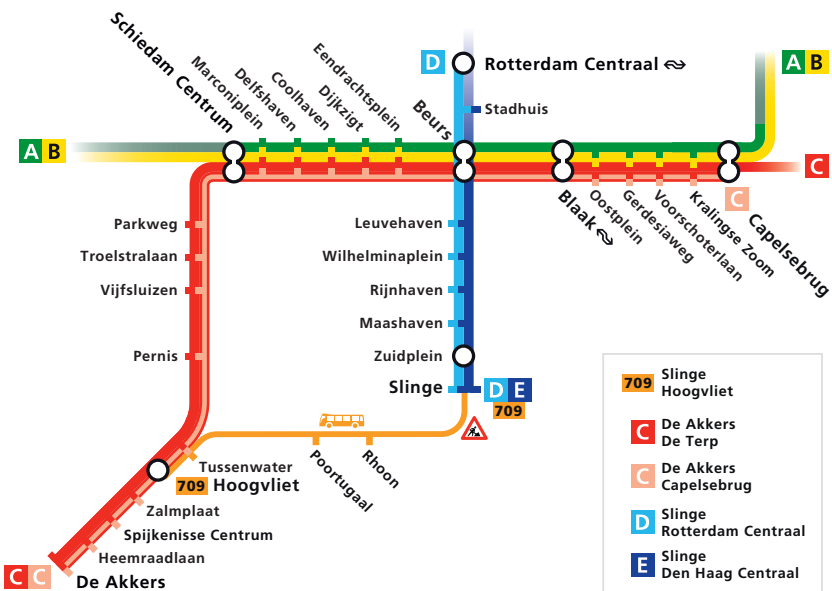 Schiedam Centrum
Marconiplein
Delfshaven
Coolhaven
Dijkzigt
Eendrachtsplein
Beurs
D
Rotterdam Centraal
Stadhuis
A B
A B
C
C
Blaak
Oostplein
Gerdesiaweg
Voorschoterlaan
Kralingse Zoom
Capelsebrug
Parkweg
Troelstralaan
Vijfsluizen
Pernis
Leuvehaven
Wilhelminaplein
Rijnhaven
Maashaven
Zuidplein
Slinge
D E
709
Tussenwater
709 Hoogvliet
Poortugaal
Rhoon
Zalmplaat
Spijkenisse Centrum
Heemraadlaan
C C De Akkers
709 Slinge
Hoogvliet
C De Akkers
De Terp
C De Akkers
Capelsebrug
D Slinge
Rotterdam Centraal
E Slinge
Den Haag Centraal